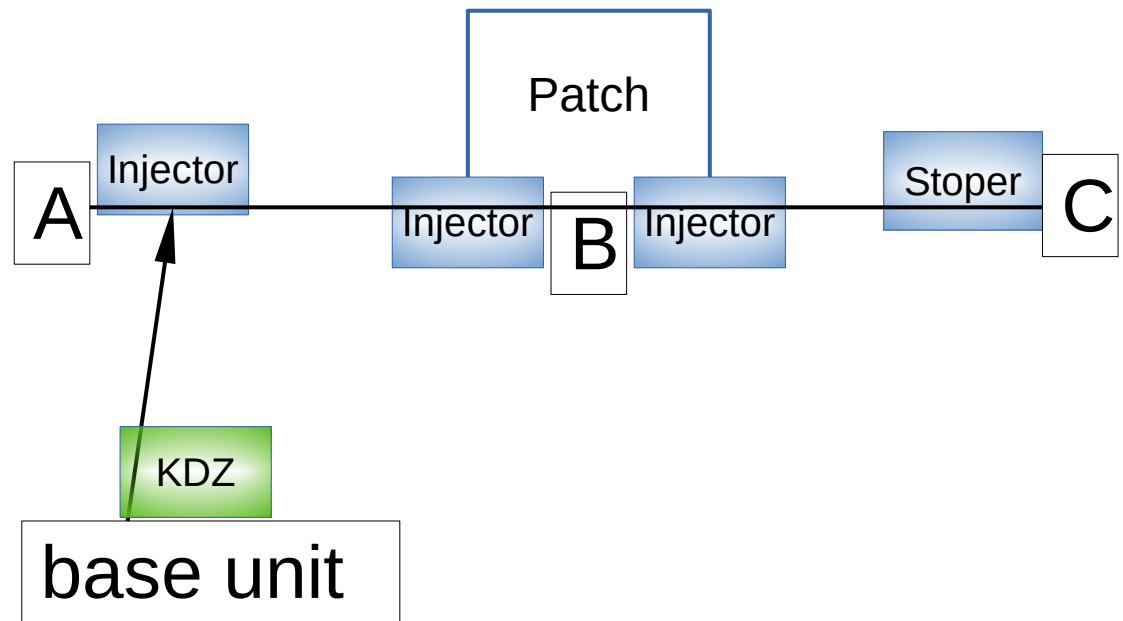 Patch
Injector
Stoper
A
Injector
Injector
B
C
KDZ
base unit